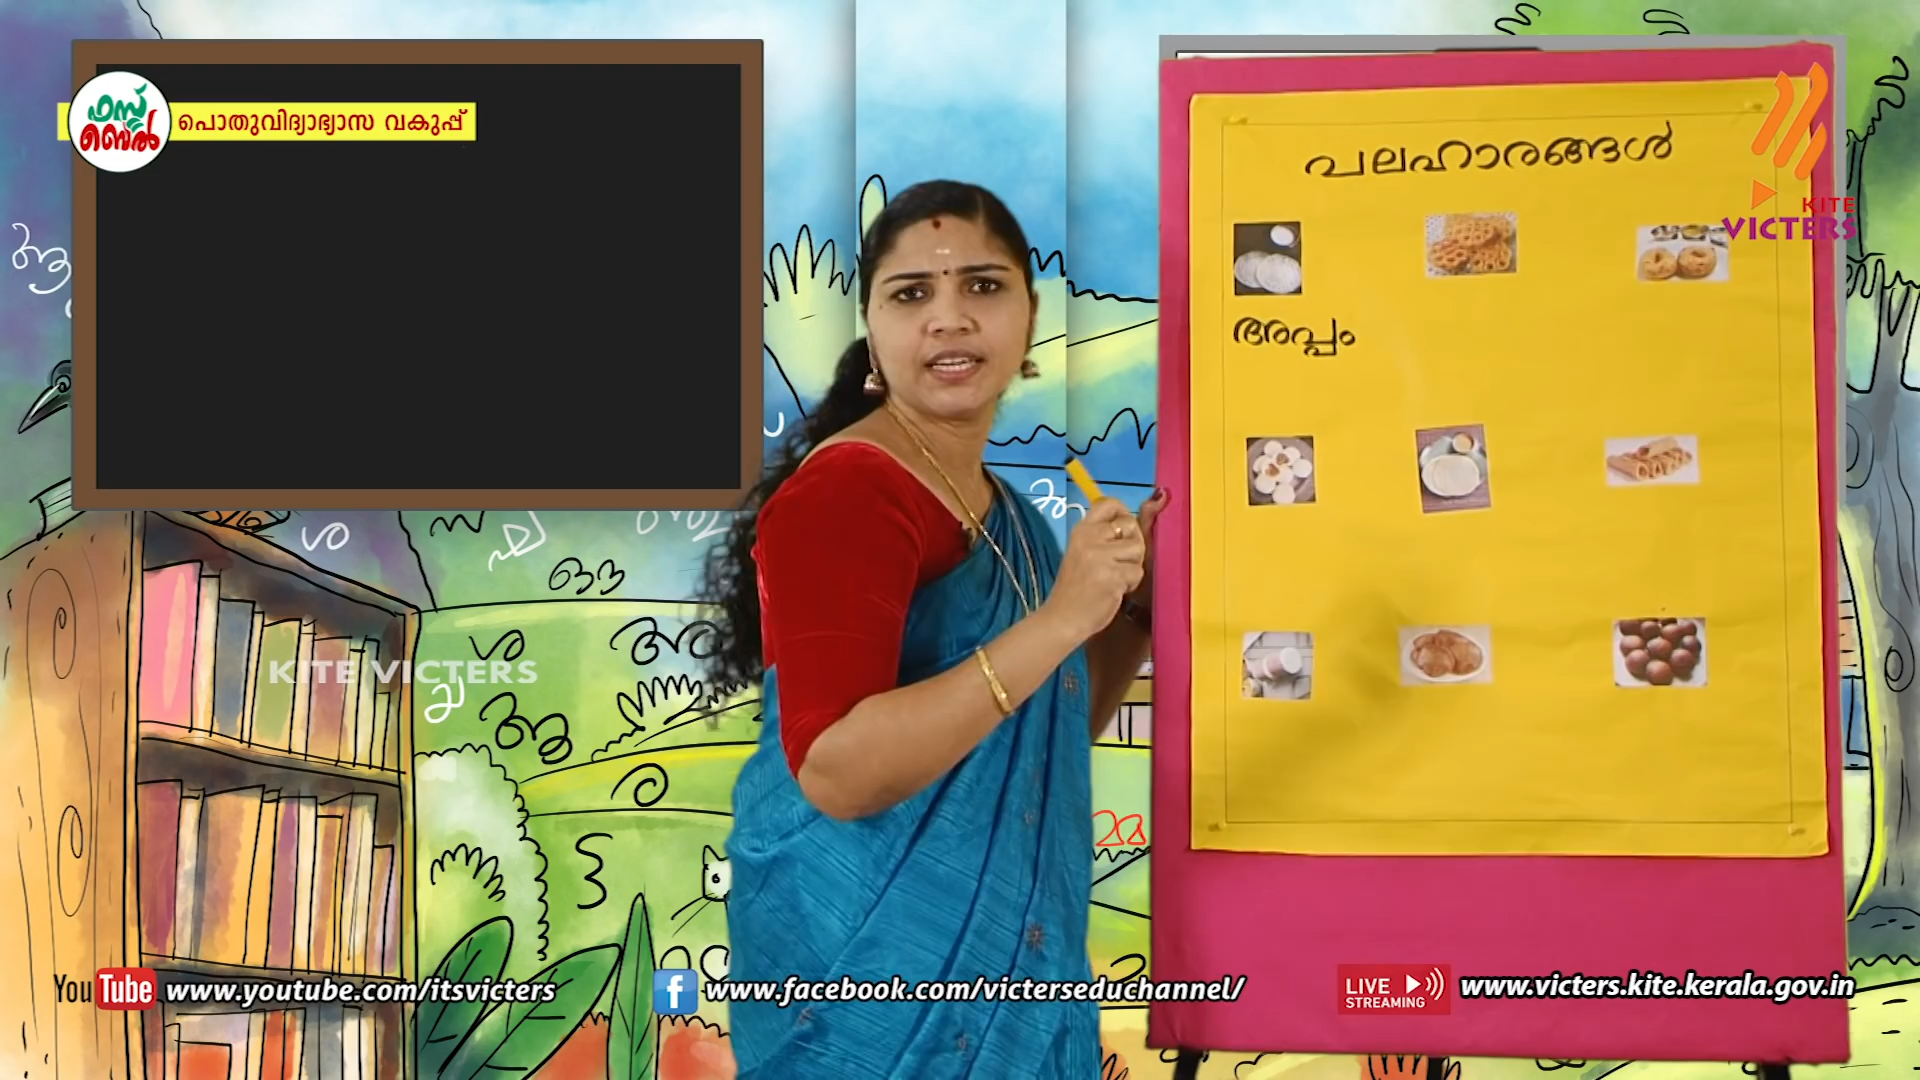 ഫസ്റ്റ്
ബെൽ
പൊതുവിദ്യാഭ്യാസ വകുപ്പ്
പലഹാരങ്ങൾ
KITE
VICTERS
അപ്പം
ആ
ശ
ശ
അ
KITE VICTERS
ആ
ര
YouTube www.youtube.com/itsvicters
f www.facebook.com/victerseduchannel/
LIVE
STREAMING
www.victers.kite.kerala.gov.in